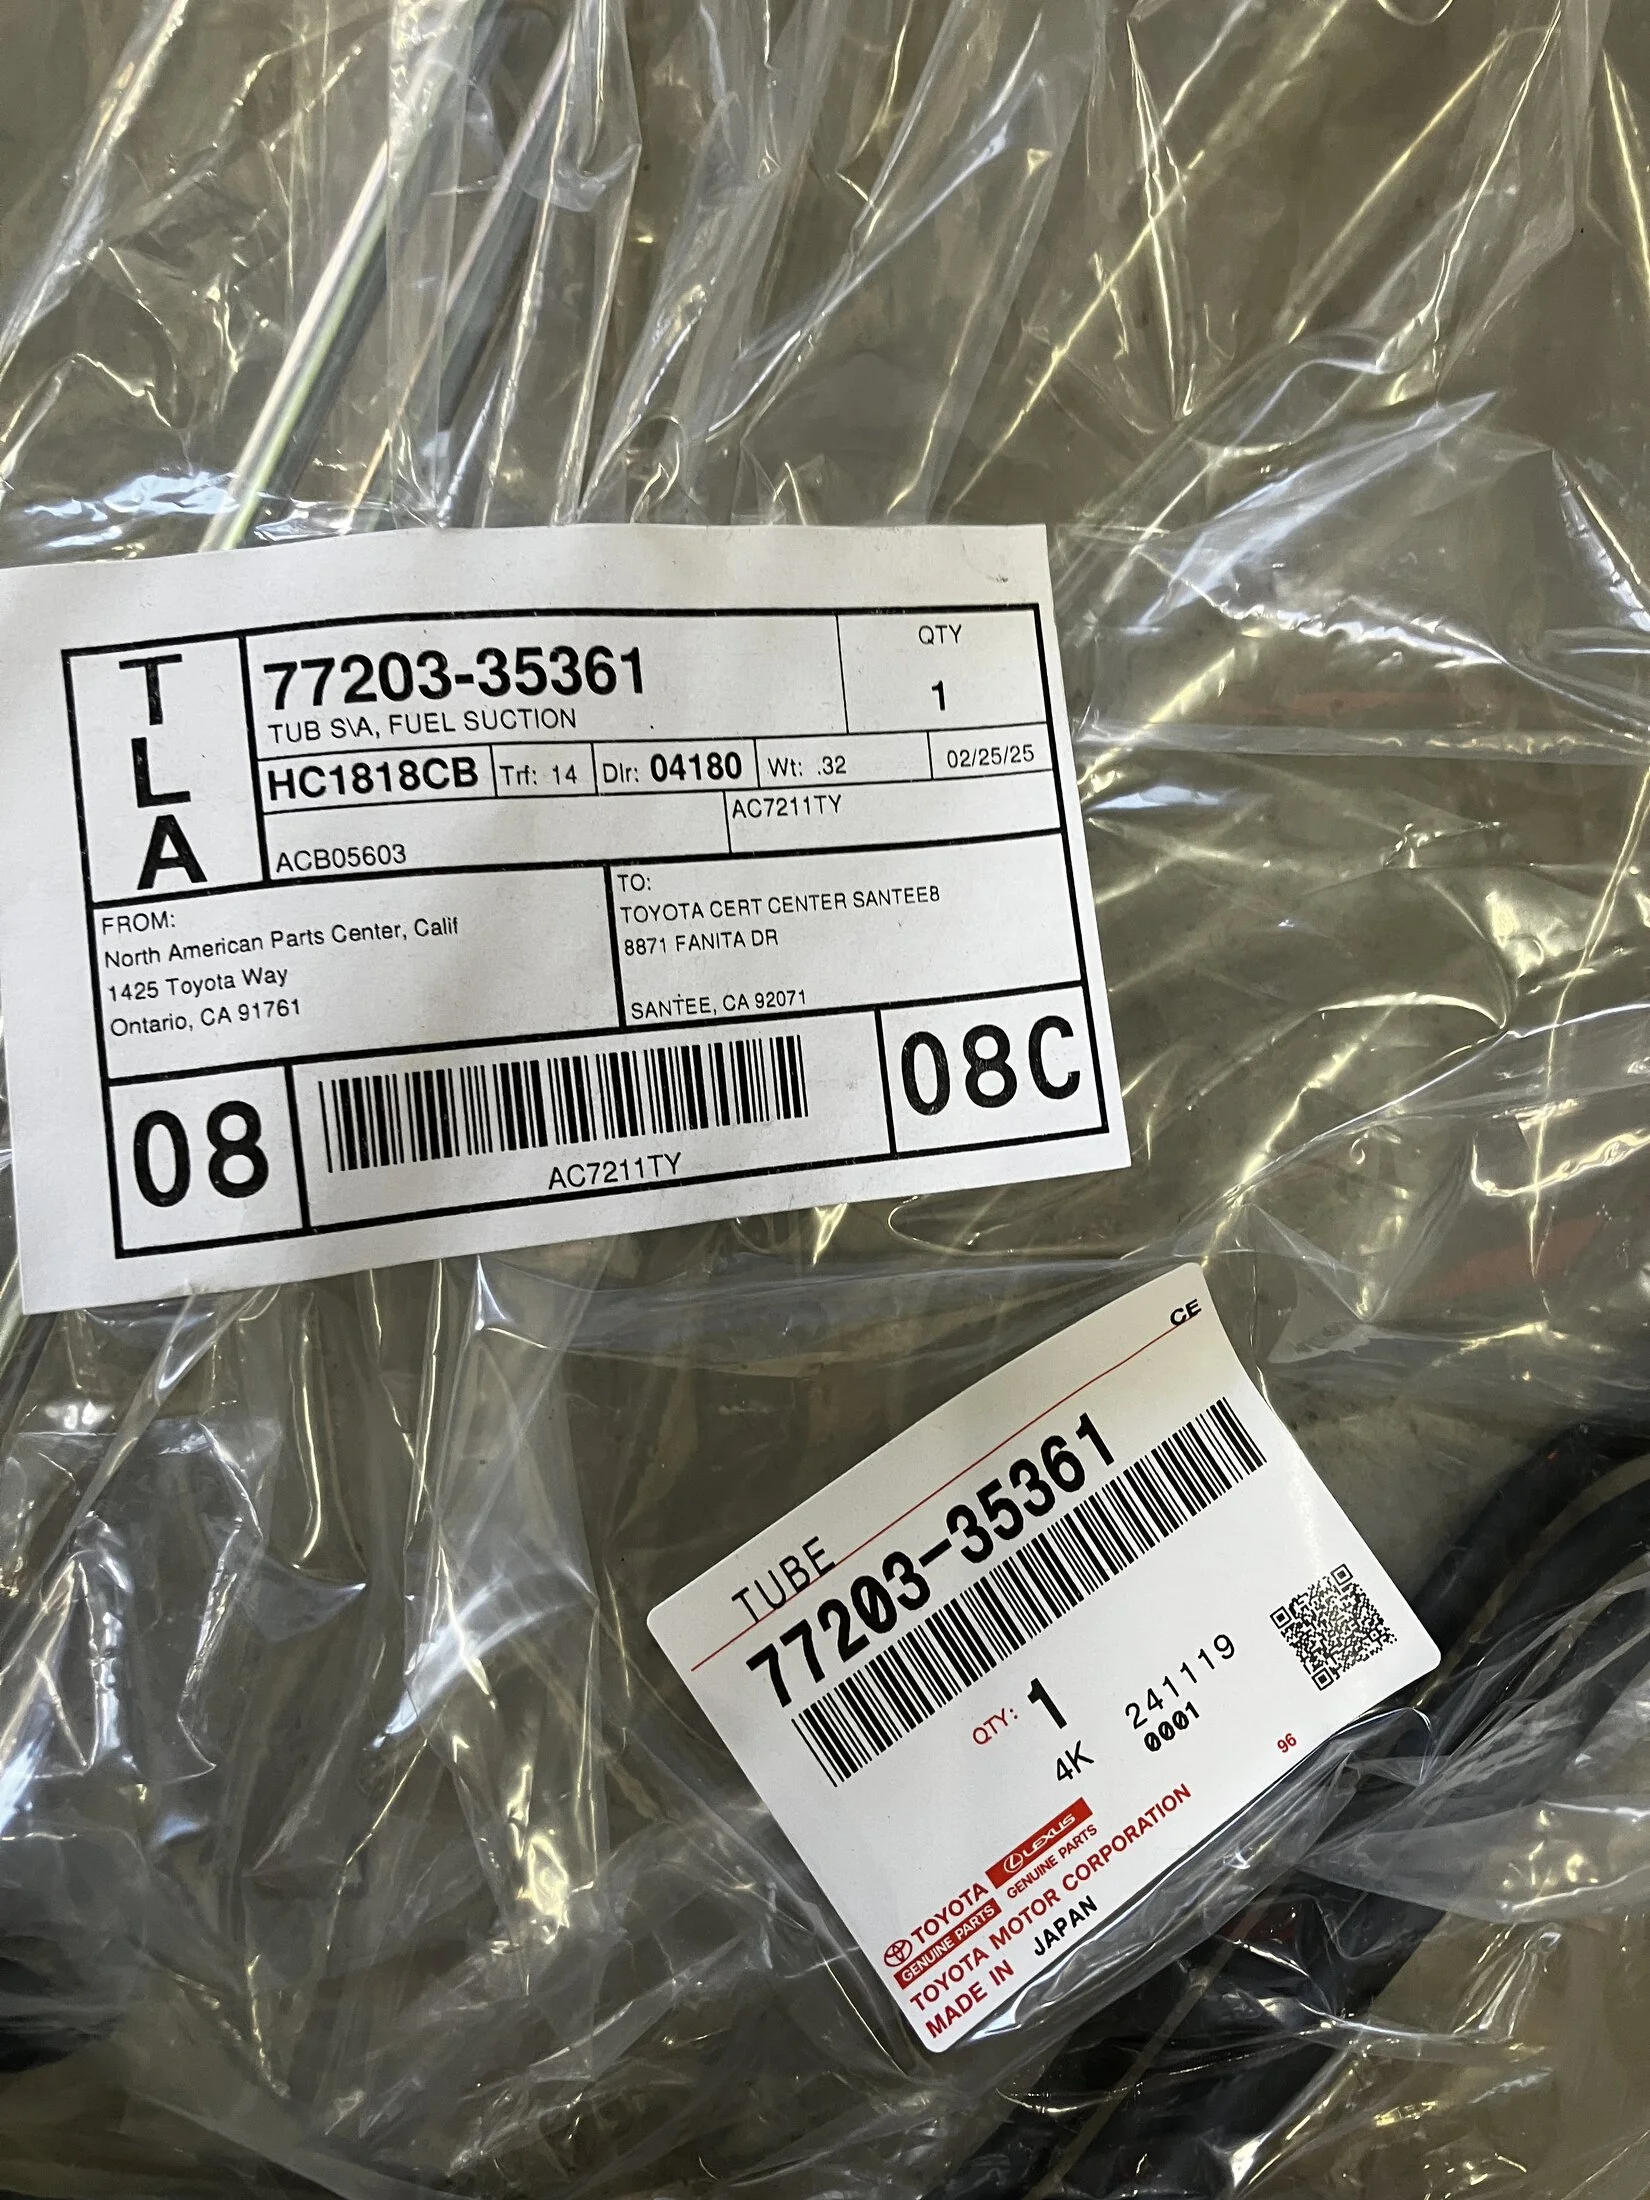 TLA
77203-35361
QTY
1
TUB S\A, FUEL SUCTION
HC1818CB
Trf: 14
Dlr: 04180
Wt: .32
02/25/25
ACB05603
AC7211TY
FROM:
North American Parts Center, Calif
1425 Toyota Way
Ontario, CA 91761
TO:
TOYOTA CERT CENTER SANTEE8
8871 FANITA DR
SANTEE, CA 92071
08
AC7211TY
08C
CE
TUBE
77203-35361
QTY: 1
241119
4K
0001
96
TOYOTA
GENUINE PARTS
LEXUS
GENUINE PARTS
TOYOTA MOTOR CORPORATION
MADE IN JAPAN